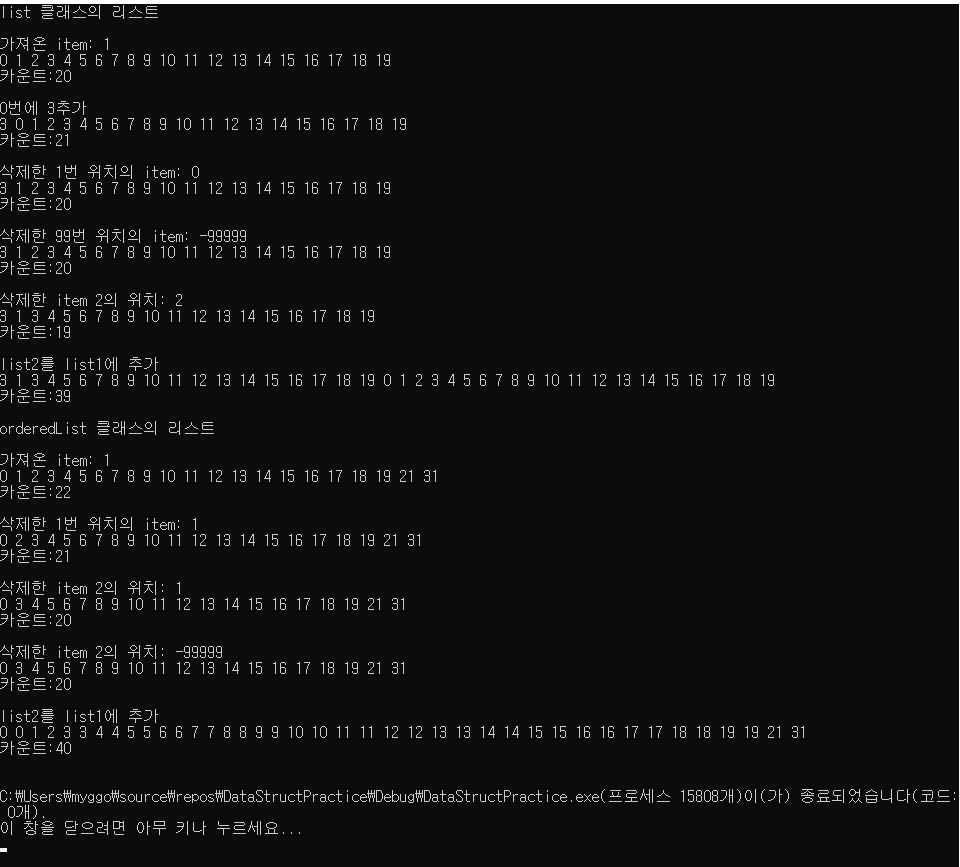 list 클래스의 리스트
가져온 item: 1
0 1 2 3 4 5 6 7 8 9 10 11 12 13 14 15 16 17 18 19
카운트:20
0번에 3추가
3 0 1 2 3 4 5 6 7 8 9 10 11 12 13 14 15 16 17 18 19
카운트:21
삭제한 1번 위치의 item: 0
3 1 2 3 4 5 6 7 8 9 10 11 12 13 14 15 16 17 18 19
카운트:20
삭제한 99번 위치의 item: -99999
3 1 2 3 4 5 6 7 8 9 10 11 12 13 14 15 16 17 18 19
카운트:20
삭제한 item 2의 위치: 2
3 1 3 4 5 6 7 8 9 10 11 12 13 14 15 16 17 18 19
카운트:19
list2를 list1에 추가
3 1 3 4 5 6 7 8 9 10 11 12 13 14 15 16 17 18 19 0 1 2 3 4 5 6 7 8 9 10 11 12 13 14 15 16 17 18 19
카운트:39
orderedList 클래스의 리스트
가져온 item: 1
0 1 2 3 4 5 6 7 8 9 10 11 12 13 14 15 16 17 18 19 21 31
카운트:22
삭제한 1번 위치의 item: 1
0 2 3 4 5 6 7 8 9 10 11 12 13 14 15 16 17 18 19 21 31
카운트:21
삭제한 item 2의 위치: 1
0 3 4 5 6 7 8 9 10 11 12 13 14 15 16 17 18 19 21 31
카운트:20
삭제한 item 2의 위치: -99999
0 3 4 5 6 7 8 9 10 11 12 13 14 15 16 17 18 19 21 31
카운트:20
list2를 list1에 추가
0 0 1 2 3 3 4 4 5 5 6 6 7 7 8 8 9 9 10 10 11 11 12 12 13 13 14 14 15 15 16 16 17 17 18 18 19 19 21 31
카운트:40
C:₩Users₩myggo₩source₩repos₩DataStructPractice₩Debug₩DataStructPractice.exe(프로세스 15808개)이(가) 종료되었습니다(코드:
0개).
이 창을 닫으려면 아무 키나 누르세요...